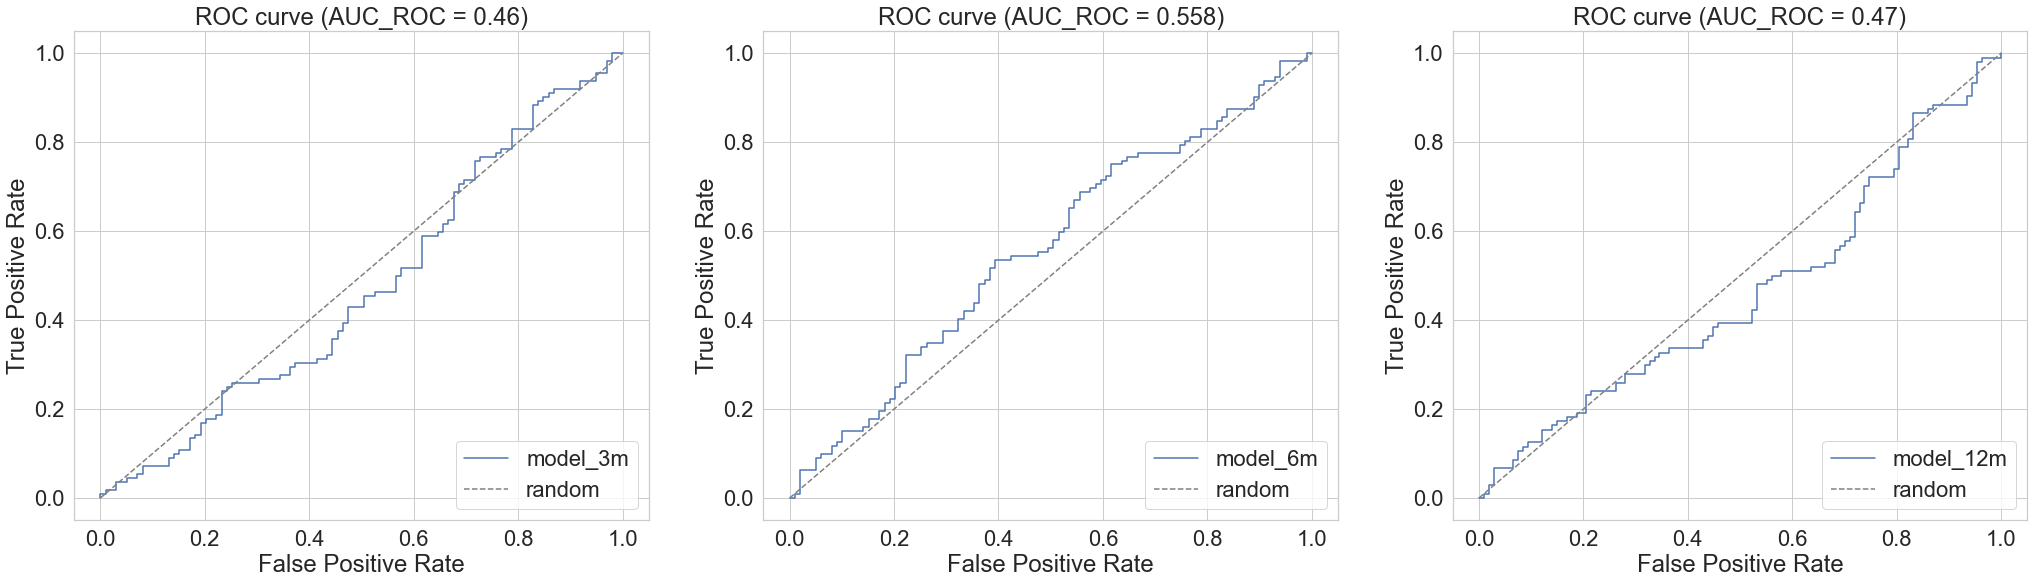 ROC curve (AUC_ROC = 0.46)
1.0
0.8
0.6
0.4
0.2
0.0
True Positive Rate
model_3m
random
0.0 0.2 0.4 0.6 0.8 1.0
False Positive Rate
ROC curve (AUC_ROC = 0.558)
1.0
0.8
0.6
0.4
0.2
0.0
True Positive Rate
model_6m
random
0.0 0.2 0.4 0.6 0.8 1.0
False Positive Rate
ROC curve (AUC_ROC = 0.47)
1.0
0.8
0.6
0.4
0.2
0.0
True Positive Rate
model_12m
random
0.0 0.2 0.4 0.6 0.8 1.0
False Positive Rate